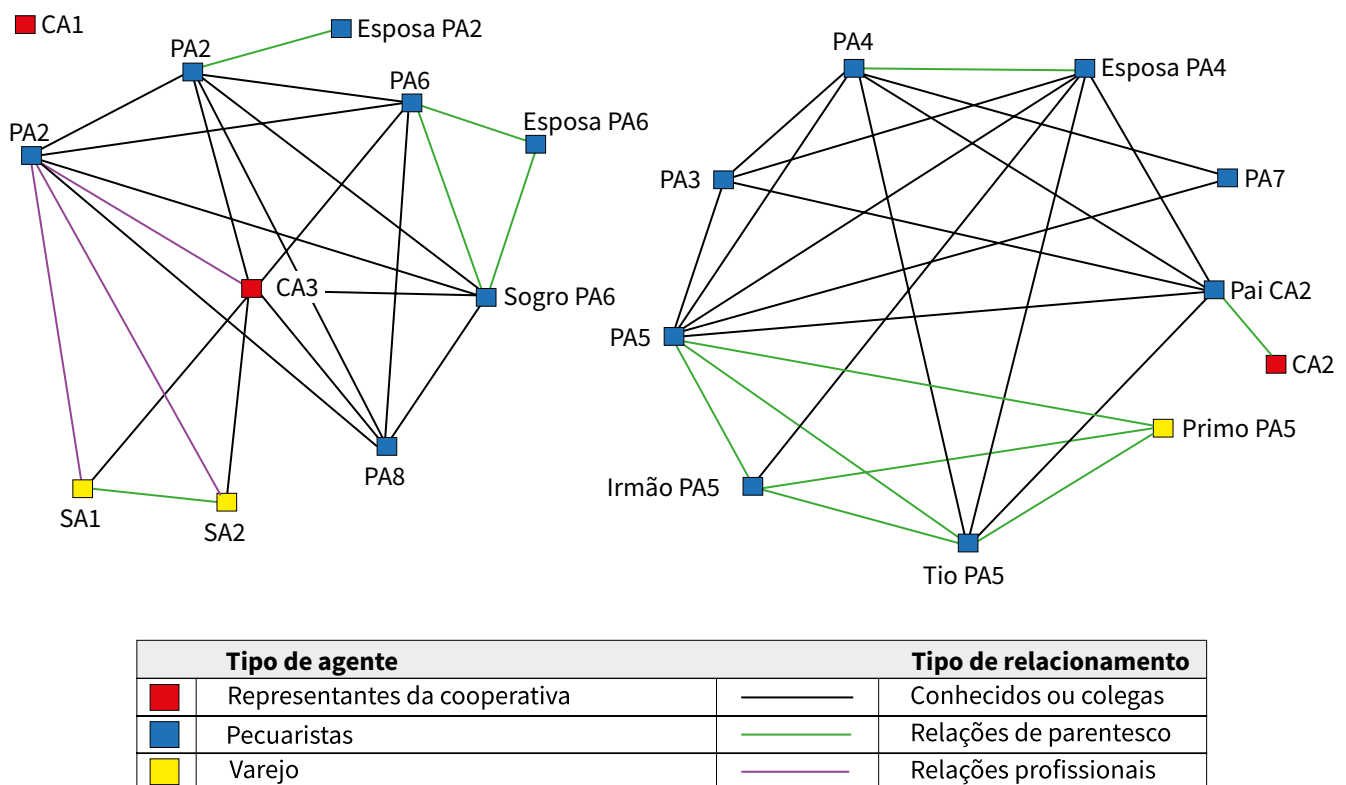 CA1
Esposa PA2
PA2
PA6
Esposa PA6
PA2
CA3
Sogro PA6
PA8
SA1
SA2
PA4
Esposa PA4
PA3
PA7
Pai CA2
PA5
CA2
Primo PA5
Irmão PA5
Tio PA5
Tipo de agente Tipo de relacionamento
Representantes da cooperativa Conhecidos ou colegas
Pecuaristas Relações de parentesco
Varejo Relações profissionais